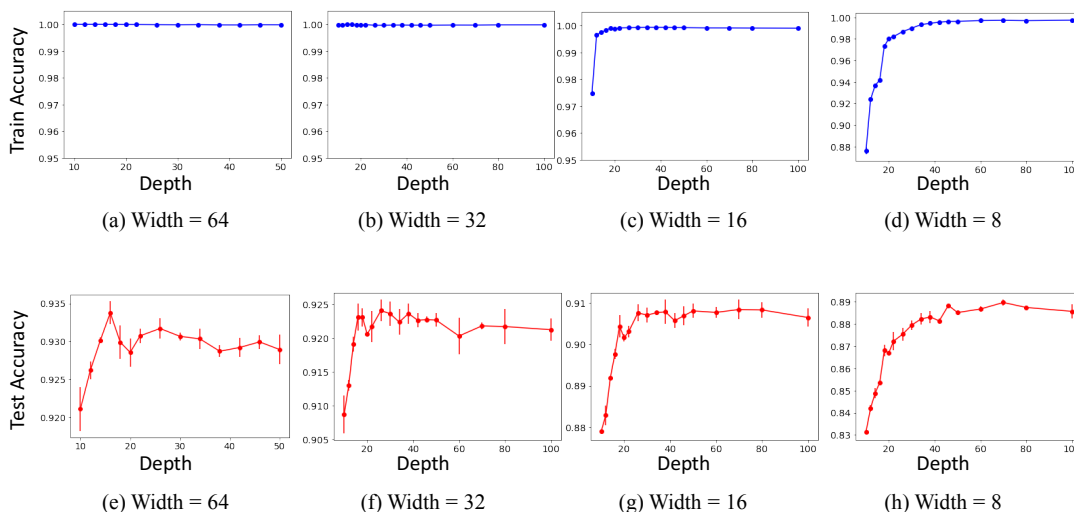 Train Accuracy
1.00
0.99
0.98
0.97
0.96
0.95
10 20 30 40 50
Depth
(a) Width = 64
1.00
0.99
0.98
0.97
0.96
0.95
20 40 60 80 100
Depth
(b) Width = 32
1.00
0.99
0.98
0.97
0.96
0.95
20 40 60 80 100
Depth
(c) Width = 16
1.00
0.98
0.96
0.94
0.92
0.90
0.88
20 40 60 80 100
Depth
(d) Width = 8
Test Accuracy
0.935
0.930
0.925
0.920
10 20 30 40 50
Depth
(e) Width = 64
0.925
0.920
0.915
0.910
0.905
0 20 40 60 80 100
Depth
(f) Width = 32
0.91
0.90
0.89
0.88
20 40 60 80 100
Depth
(g) Width = 16
0.89
0.88
0.87
0.86
0.85
0.84
0.83
20 40 60 80 100
Depth
(h) Width = 8